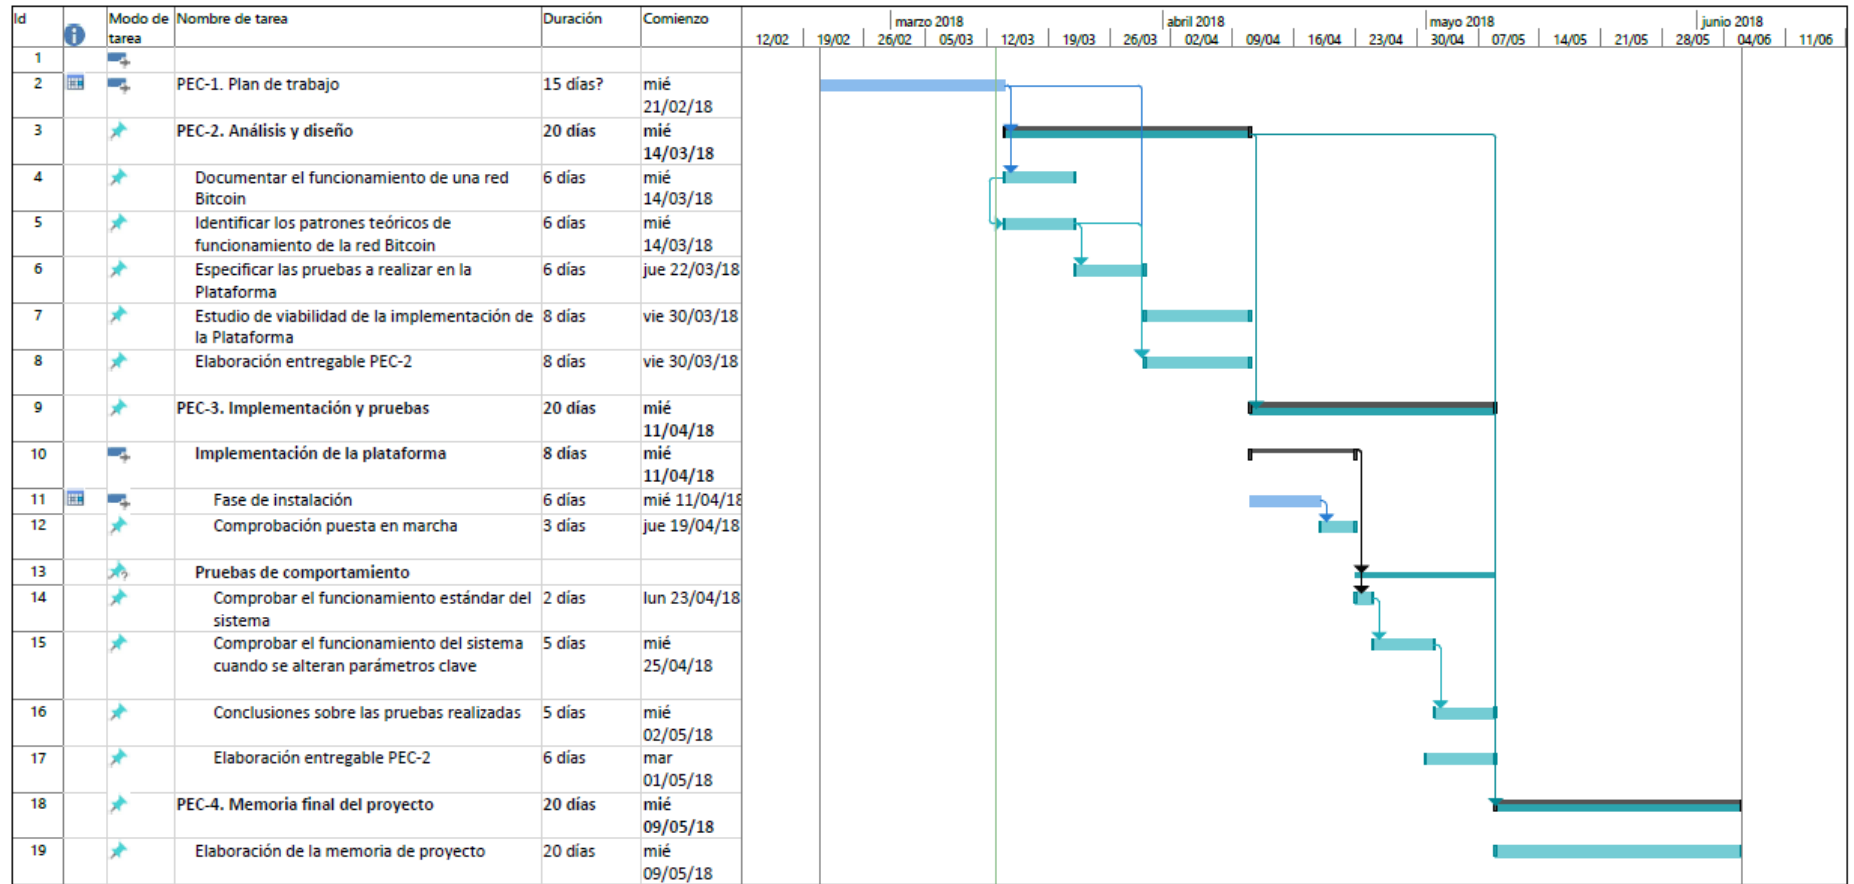 Id Modo de Nombre de tarea Duración Comienzo marzo 2018 abril 2018 mayo 2018 junio 2018
tarea 12/02 19/02 26/02 05/03 12/03 19/03 26/03 02/04 09/04 16/04 23/04 30/04 07/05 14/05 21/05 28/05 04/06 11/06
1
2 PEC-1. Plan de trabajo 15 días? mié
21/02/18
3 PEC-2. Análisis y diseño 20 días mié
14/03/18
4 Documentar el funcionamiento de una red 6 días mié
Bitcoin 14/03/18
5 Identificar los patrones teóricos de 6 días mié
funcionamiento de la red Bitcoin 14/03/18
6 Especificar las pruebas a realizar en la 6 días jue 22/03/18
Plataforma
7 Estudio de viabilidad de la implementación de 8 días vie 30/03/18
la Plataforma
8 Elaboración entregable PEC-2 8 días vie 30/03/18
9 PEC-3. Implementación y pruebas 20 días mié
11/04/18
10 Implementación de la plataforma 8 días mié
11/04/18
11 Fase de instalación 6 días mié 11/04/18
12 Comprobación puesta en marcha 3 días jue 19/04/18
13 Pruebas de comportamiento
14 Comprobar el funcionamiento estándar del 2 días lun 23/04/18
sistema
15 Comprobar el funcionamiento del sistema 5 días mié
cuando se alteran parámetros clave 25/04/18
16 Conclusiones sobre las pruebas realizadas 5 días mié
02/05/18
17 Elaboración entregable PEC-2 6 días mar
01/05/18
18 PEC-4. Memoria final del proyecto 20 días mié
09/05/18
19 Elaboración de la memoria de proyecto 20 días mié
09/05/18